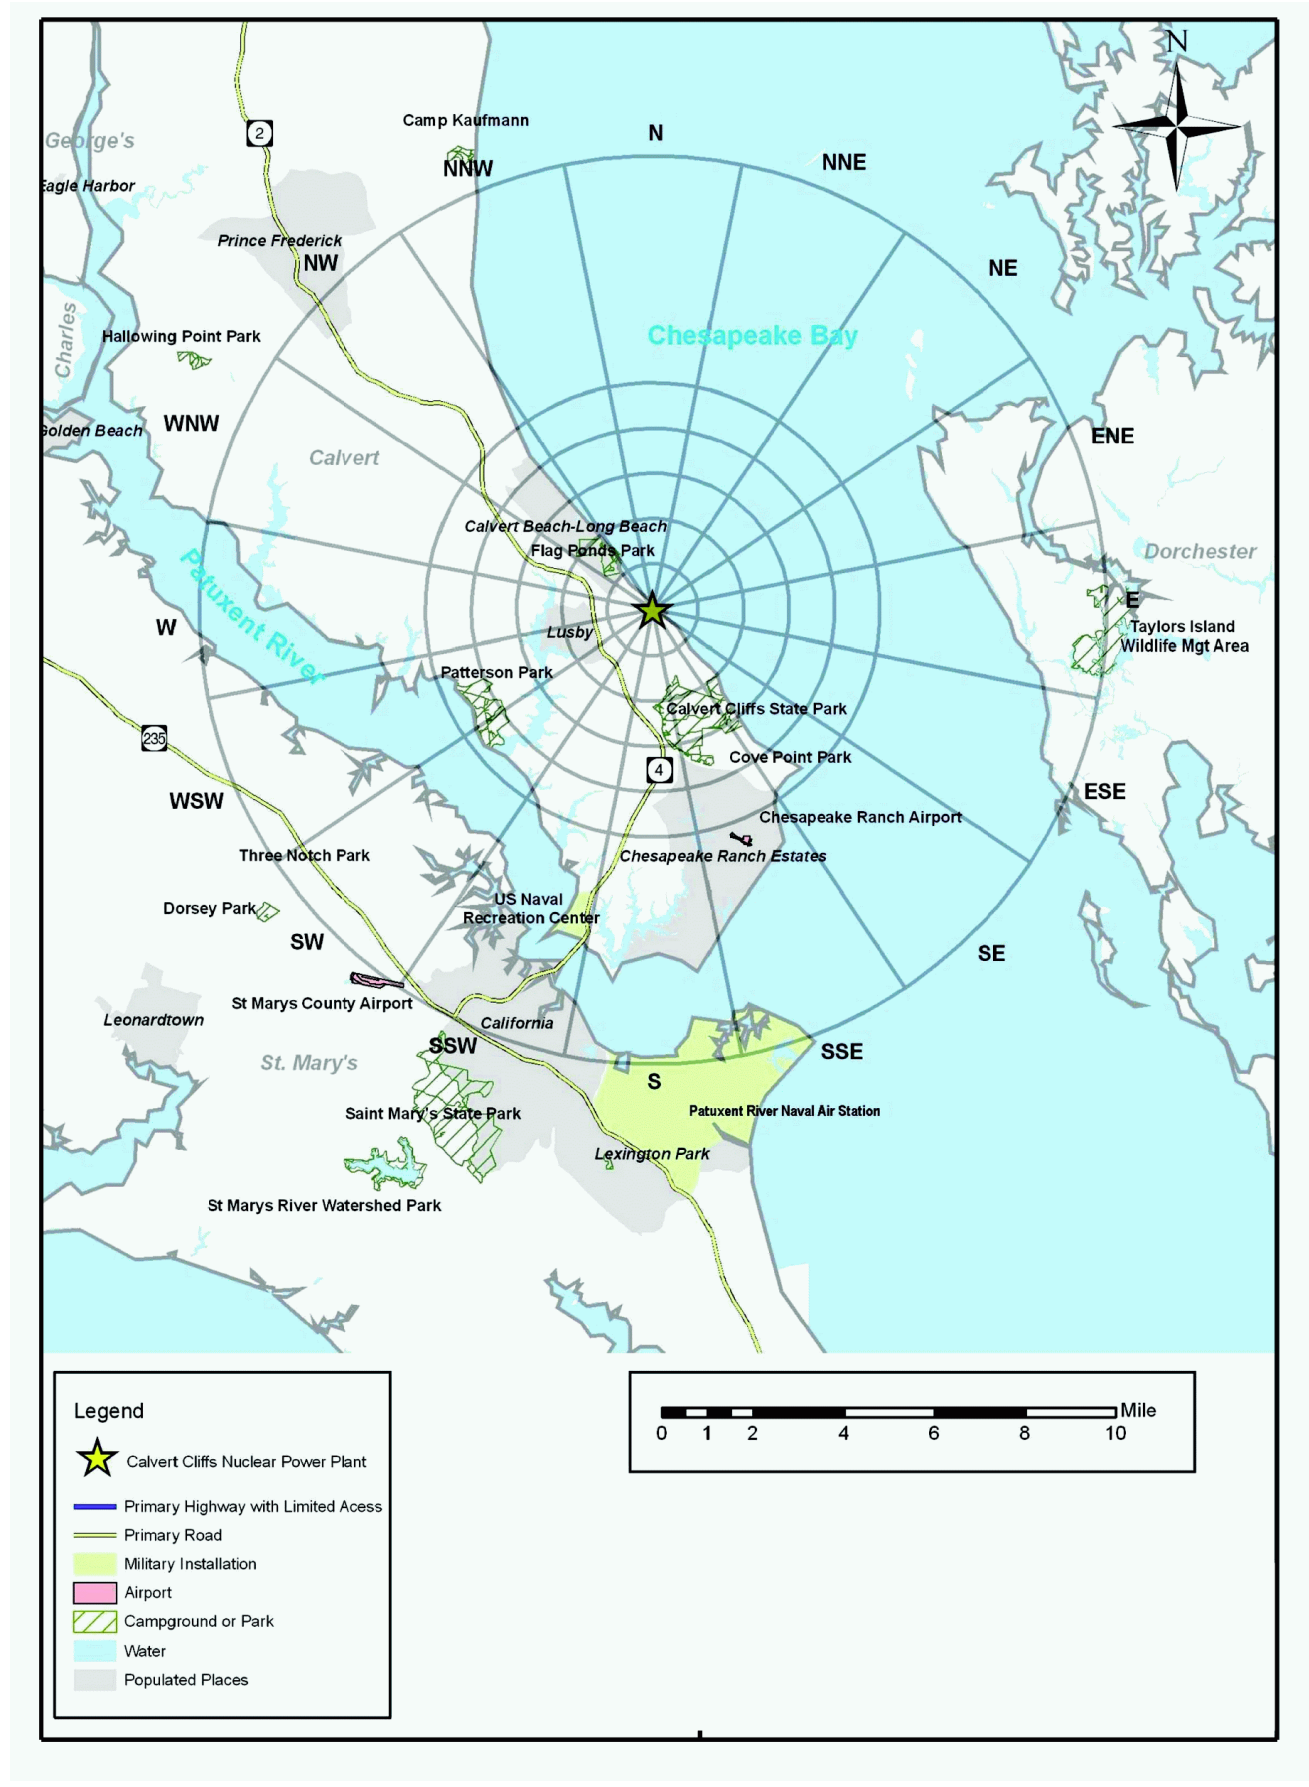 N
Camp Kaufmann
N
2
NNE
George's
NNW
Eagle Harbor
Prince Frederick
NW
NE
Charles
Hallowing Point Park
Chesapeake Bay
WNW
Golden Beach
ENE
Calvert
Calvert Beach-Long Beach
Flag Ponds Park
Dorchester
Patuxent River
E
W
Lusby
Taylors Island
Wildlife Mgt Area
Patterson Park
Calvert Cliffs State Park
235
Cove Point Park
4
WSW
ESE
Chesapeake Ranch Airport
Three Notch Park
Chesapeake Ranch Estates
US Naval
Recreation Center
Dorsey Park
SW
SE
St Marys County Airport
Leonardtown
California
SSW
SSE
St. Mary's
S
Saint Mary's State Park
Patuxent River Naval Air Station
Lexington Park
St Marys River Watershed Park
Legend
Calvert Cliffs Nuclear Power Plant
Primary Highway with Limited Acess
Primary Road
Military Installation
Airport
Campground or Park
Water
Populated Places
Mile
0 1 2 4 6 8 10